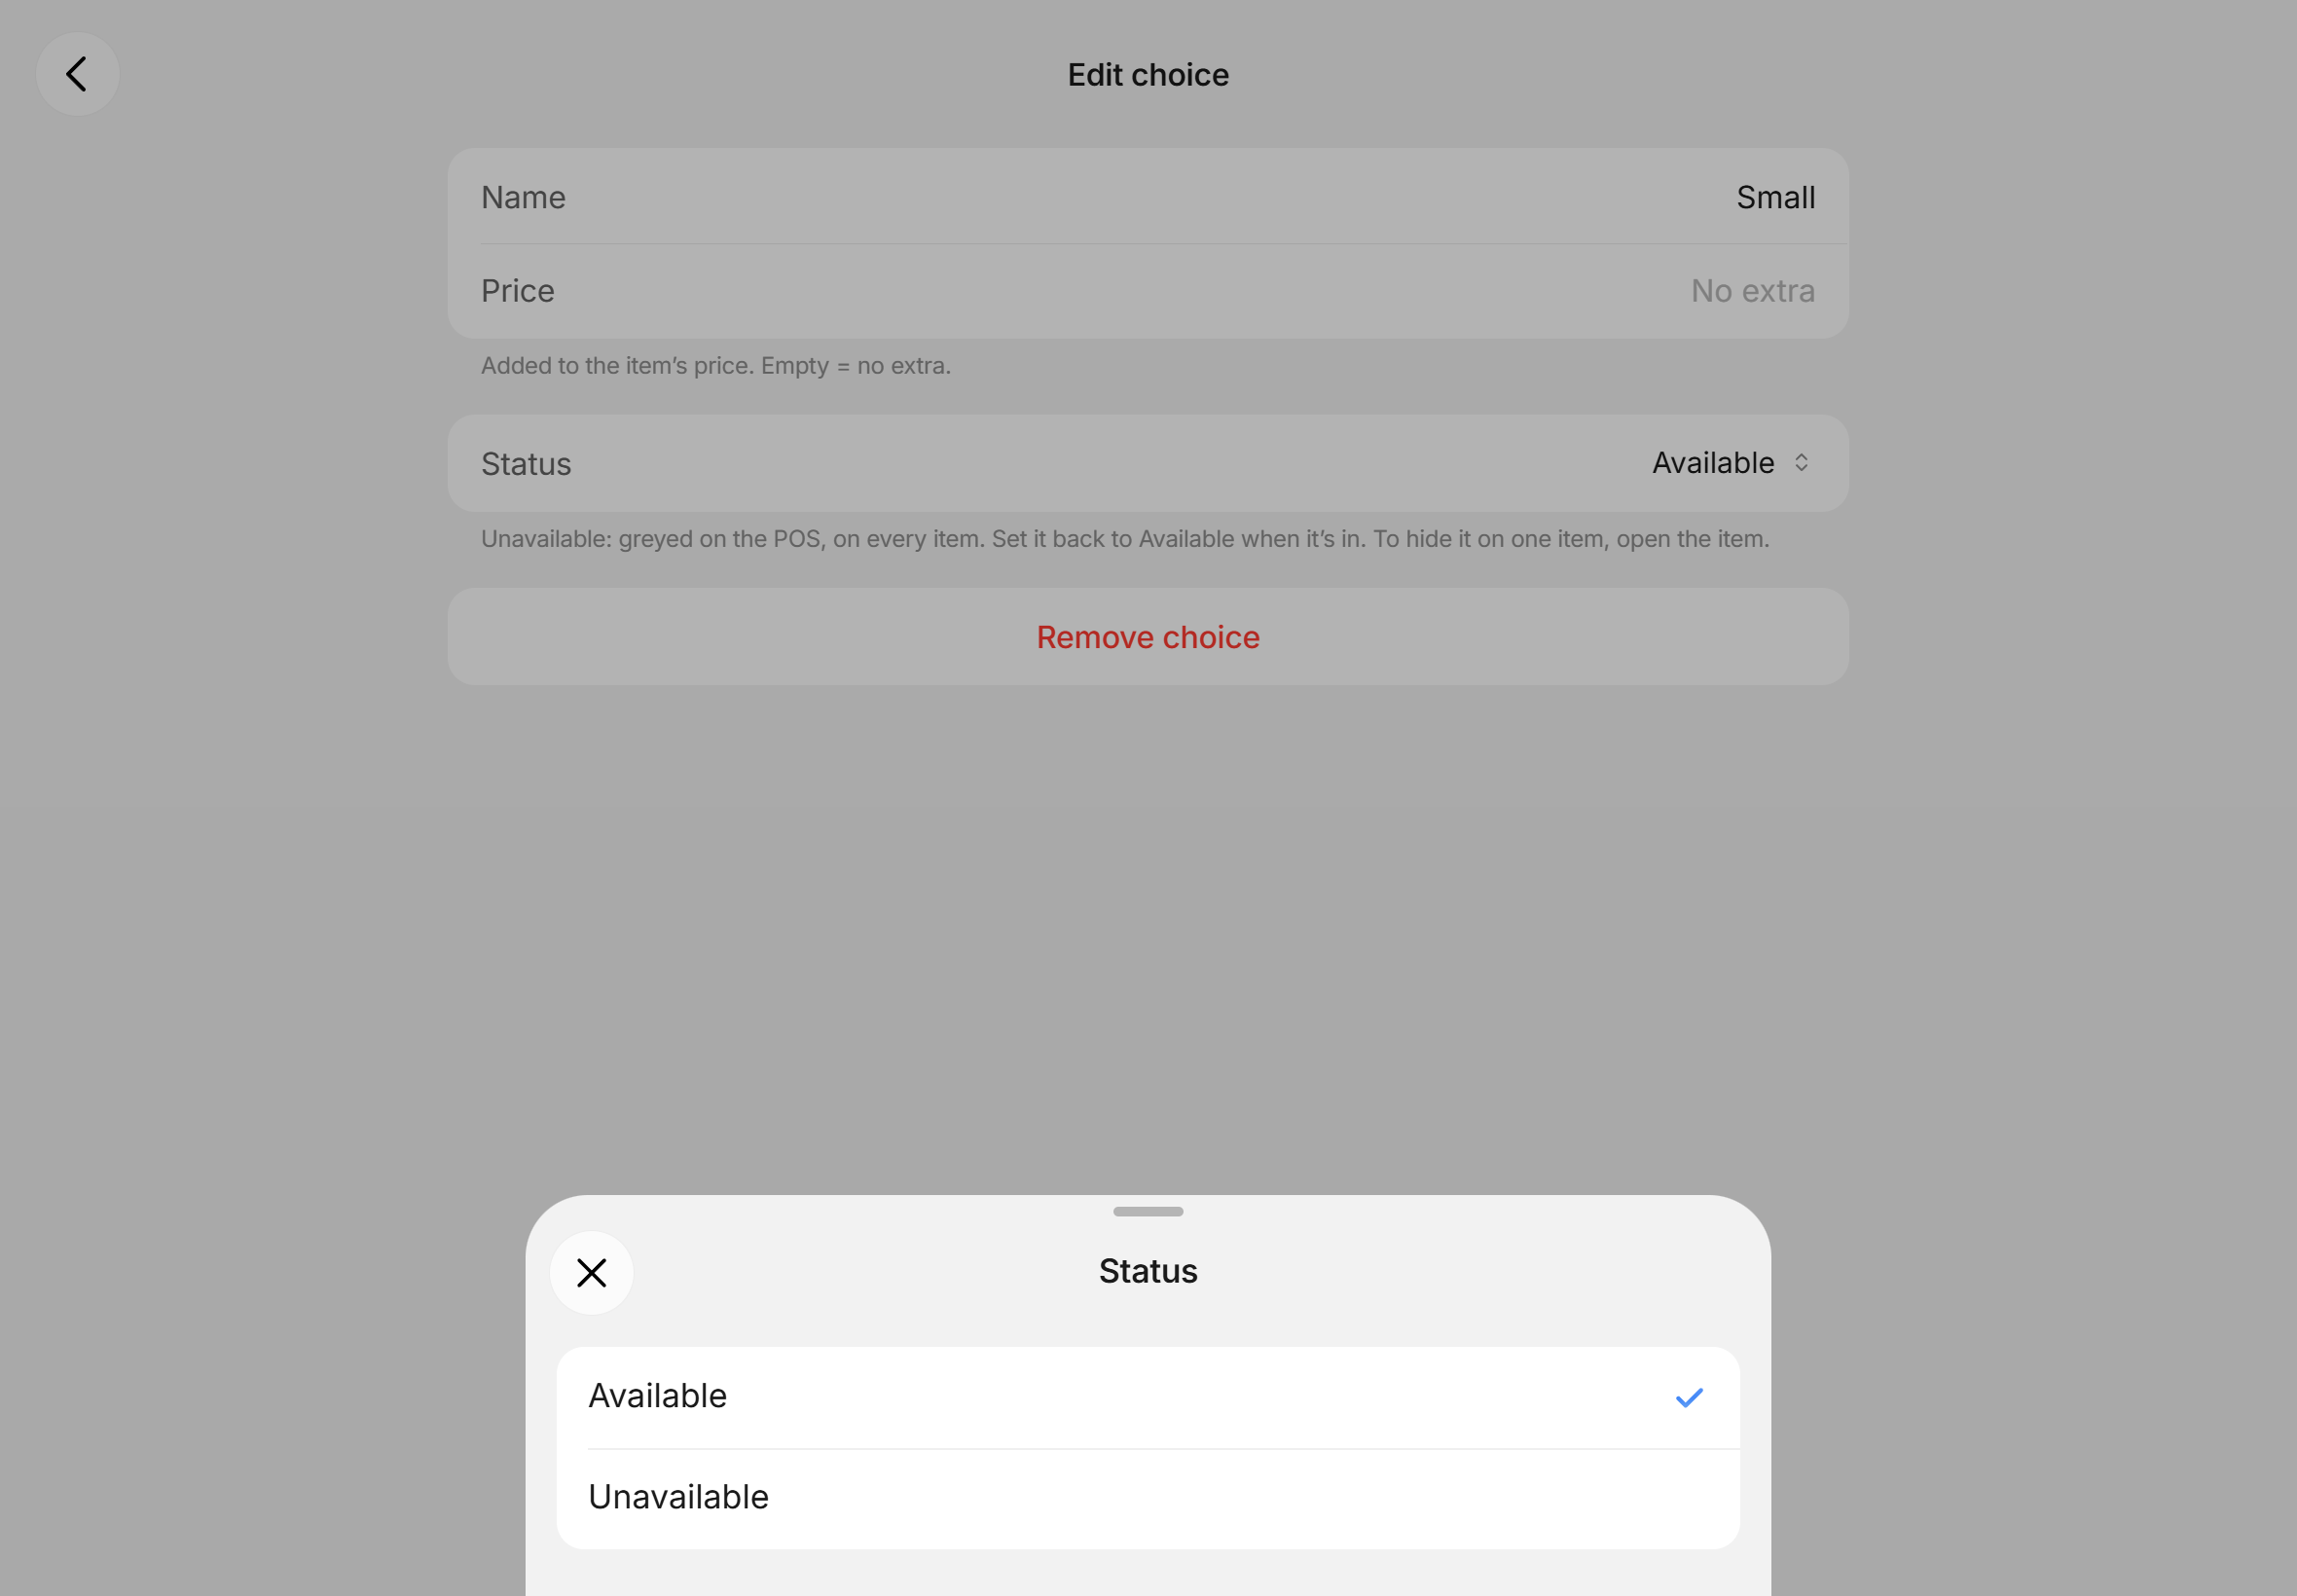 Edit choice
Name
Small
Price
No extra
Added to the item’s price. Empty = no extra.
Status
Available
Unavailable: greyed on the POS, on every item. Set it back to Available when it’s in. To hide it on one item, open the item.
Remove choice
Status
Available
Unavailable